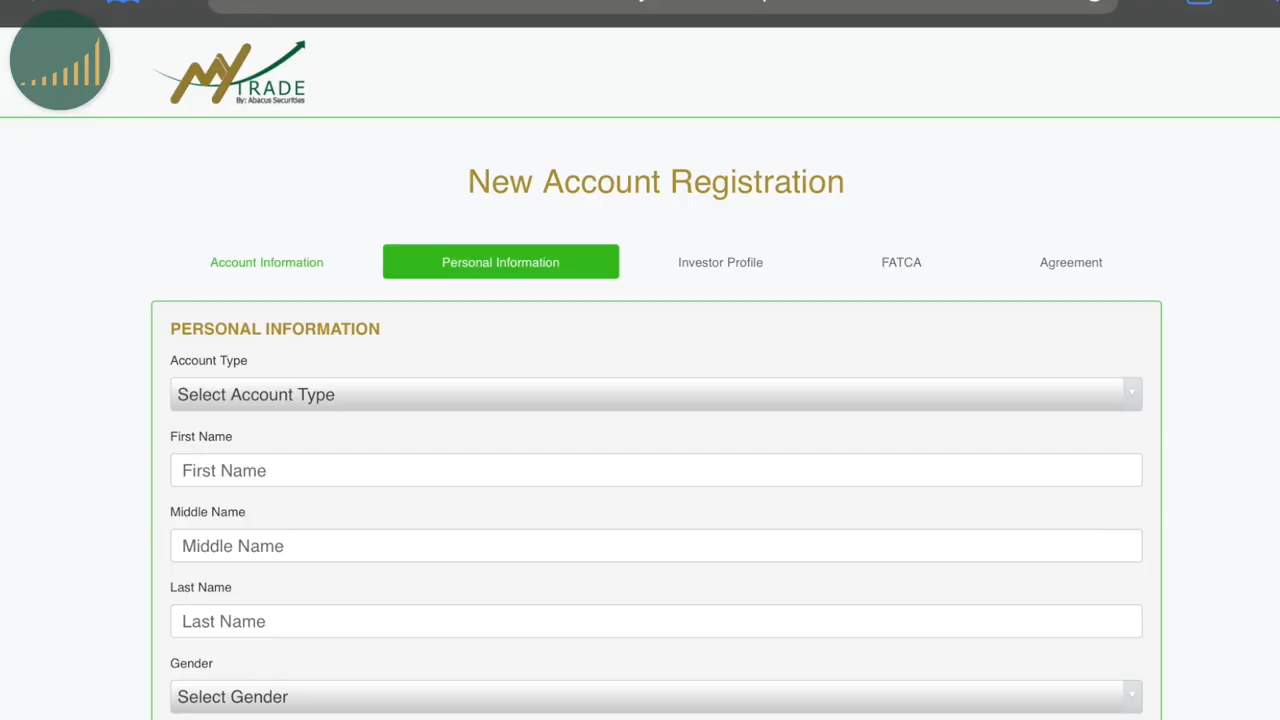 MY
TRADE
By: Abacus Securities
New Account Registration
Account Information
Personal Information
Investor Profile
FATCA
Agreement
PERSONAL INFORMATION
Account Type
Select Account Type
First Name
First Name
Middle Name
Middle Name
Last Name
Last Name
Gender
Select Gender